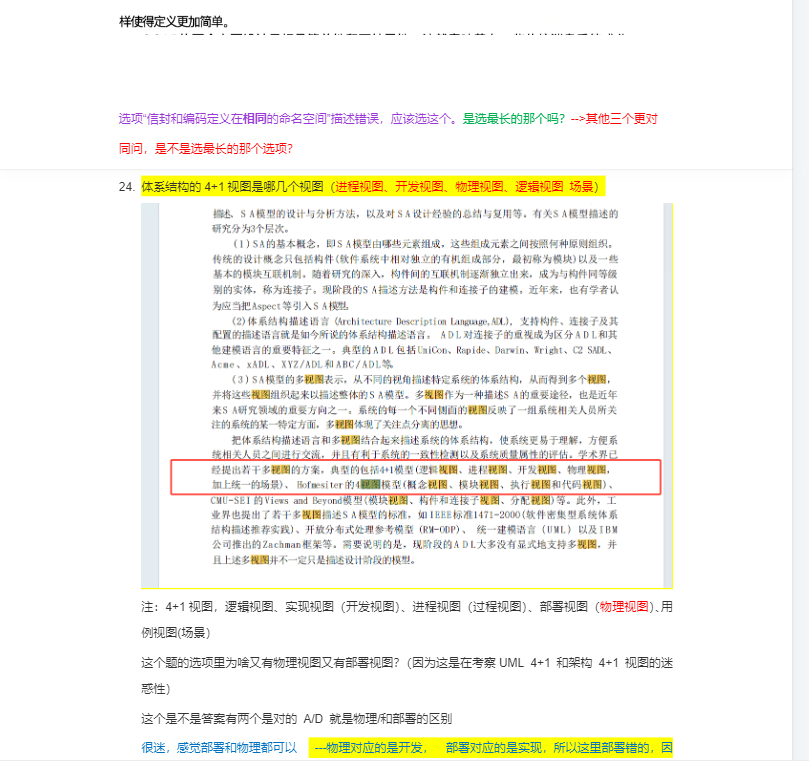 样使得定义更加简单。
选项“信封和编码定义在相同的命名空间”描述错误，应该选这个。是选最长的那个吗？-->其他三个更对
同问，是不是选最长的那个选项？
24. 体系结构的 4+1 视图是哪几个视图（进程视图、开发视图、物理视图、逻辑视图 场景）
描述、SA模型的设计与分析方法，以及对SA设计经验的总结与复用等。有关SA模型描述的
研究分为3个层次。
(1)SA的基本概念，即SA模型由哪些元素组成，这些组成元素之间按照何种原则组织。
传统的设计概念只包括构件(软件系统中相对独立的有机组成部分，最初称为模块)以及一些
基本的模块互联机制。随着研究的深入，构件间的互联机制逐渐独立出来，成为与构件同等级
别的实体，称为连接子。现阶段的SA描述方法是构件和连接子的建模。近年来，也有学者认
为应当把Aspect等引入SA模型。
(2)体系结构描述语言 (Architecture Description Language,ADL)，支持构件、连接子及其
配置的描述语言就是如今所说的体系结构描述语言。ADL对连接子的重视成为区分ADL和其
他建模语言的重要特征之一。典型的ADL包括UniCon、Rapide、Darwin、Wright、C2 SADL、
Acme、xADL、XYZ/ADL和ABC/ADL等。
(3)SA模型的多视图表示，从不同的视角描述特定系统的体系结构，从而得到多个视图，
并将这些视图组织起来以描述整体的SA模型。多视图作为一种描述SA的重要途径，也是近年
来SA研究领域的重要方向之一。系统的每一个不同侧面的视图反映了一组系统相关人员所关
注的系统的某一特定方面，多视图体现了关注点分离的思想。
把体系结构描述语言和多视图结合起来描述系统的体系结构，使系统更易于理解，方便系
统相关人员之间进行交流，并且有利于系统的一致性检测以及系统质量属性的评估。学术界已
经提出若干多视图的方案，典型的包括4+1模型(逻辑视图、进程视图、开发视图、物理视图，
加上统一的场景)、Hofmesiter的4视图模型(概念视图、模块视图、执行视图和代码视图)、
CMU-SEI的Views and Beyond模型(模块视图、构件和连接子视图、分配视图)等。此外，工
业界也提出了若干多视图描述SA模型的标准，如IEEE标准1471-2000(软件密集型系统体系
结构描述推荐实践)、开放分布式处理参考模型 (RM-ODP)、统一建模语言 (UML) 以及IBM
公司推出的Zachman框架等。需要说明的是，现阶段的ADL大多没有显式地支持多视图，并
且上述多视图并不一定只是描述设计阶段的模型。
注：4+1 视图，逻辑视图、实现视图（开发视图）、进程视图（过程视图）、部署视图（物理视图）、用
例视图(场景）
这个题的选项里为啥又有物理视图又有部署视图？（因为这是在考察 UML 4+1 和架构 4+1 视图的迷
惑性）
这个是不是答案有两个是对的 A/D 就是物理/和部署的区别
很迷，感觉部署和物理都可以 ---物理对应的是开发， 部署对应的是实现，所以这里部署错的，因